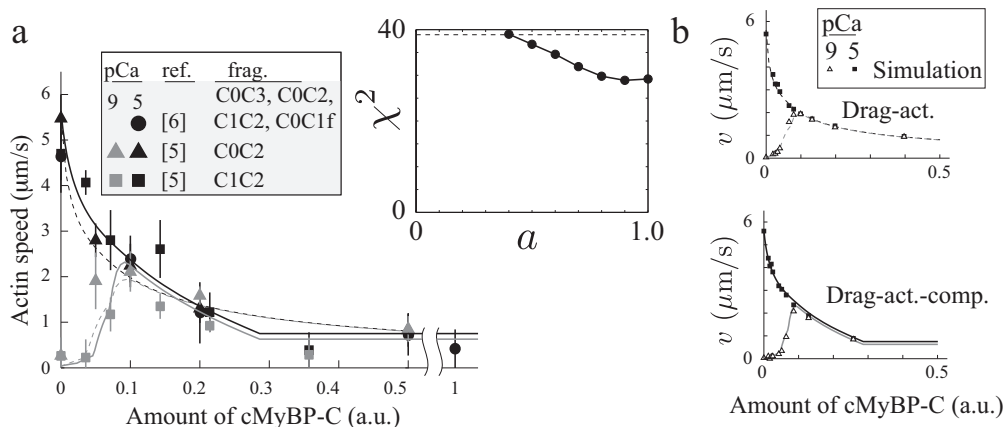 a
pCa ref. frag.
9 5 C0C3, C0C2,
[6] C1C2, C0C1f
[5] C0C2
[5] C1C2
Actin speed (μm/s)
6
5
4
3
2
1
0
0 0.1 0.2 0.3 0.4 0.5 1
Amount of cMyBP-C (a.u.)
χ²
40
0
0 a 1.0
b
pCa
9 5
Simulation
Drag-act.
v (μm/s)
6
0
0 0.5
Drag-act.-comp.
v (μm/s)
6
0
0 0.5
Amount of cMyBP-C (a.u.)